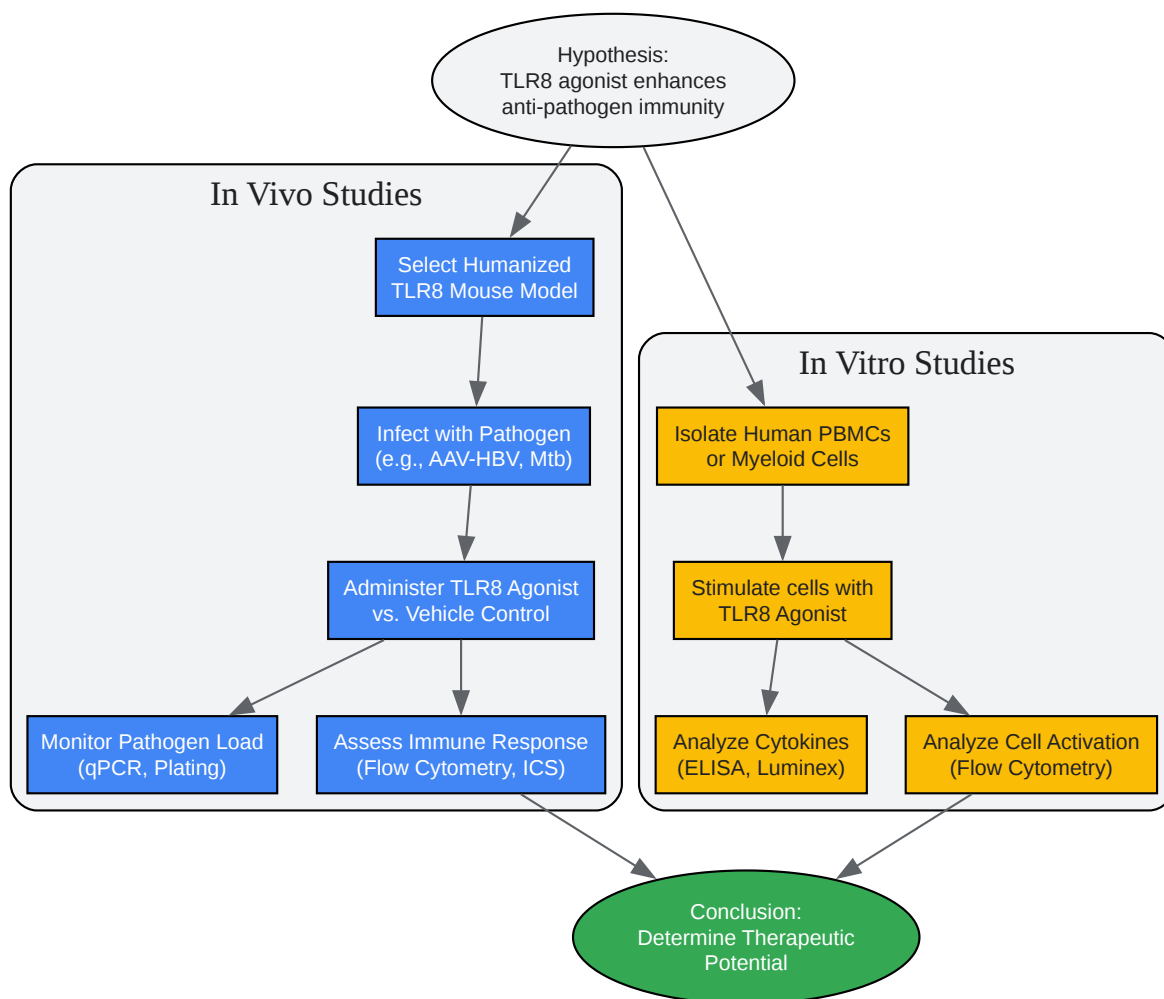 Hypothesis:
TLR8 agonist enhances
anti-pathogen immunity
In Vivo Studies
Select Humanized
TLR8 Mouse Model
Infect with Pathogen
(e.g., AAV-HBV, Mtb)
Administer TLR8 Agonist
vs. Vehicle Control
Monitor Pathogen Load
(qPCR, Plating)
Assess Immune Response
(Flow Cytometry, ICS)
In Vitro Studies
Isolate Human PBMCs
or Myeloid Cells
Stimulate cells with
TLR8 Agonist
Analyze Cytokines
(ELISA, Luminex)
Analyze Cell Activation
(Flow Cytometry)
Conclusion:
Determine Therapeutic
Potential